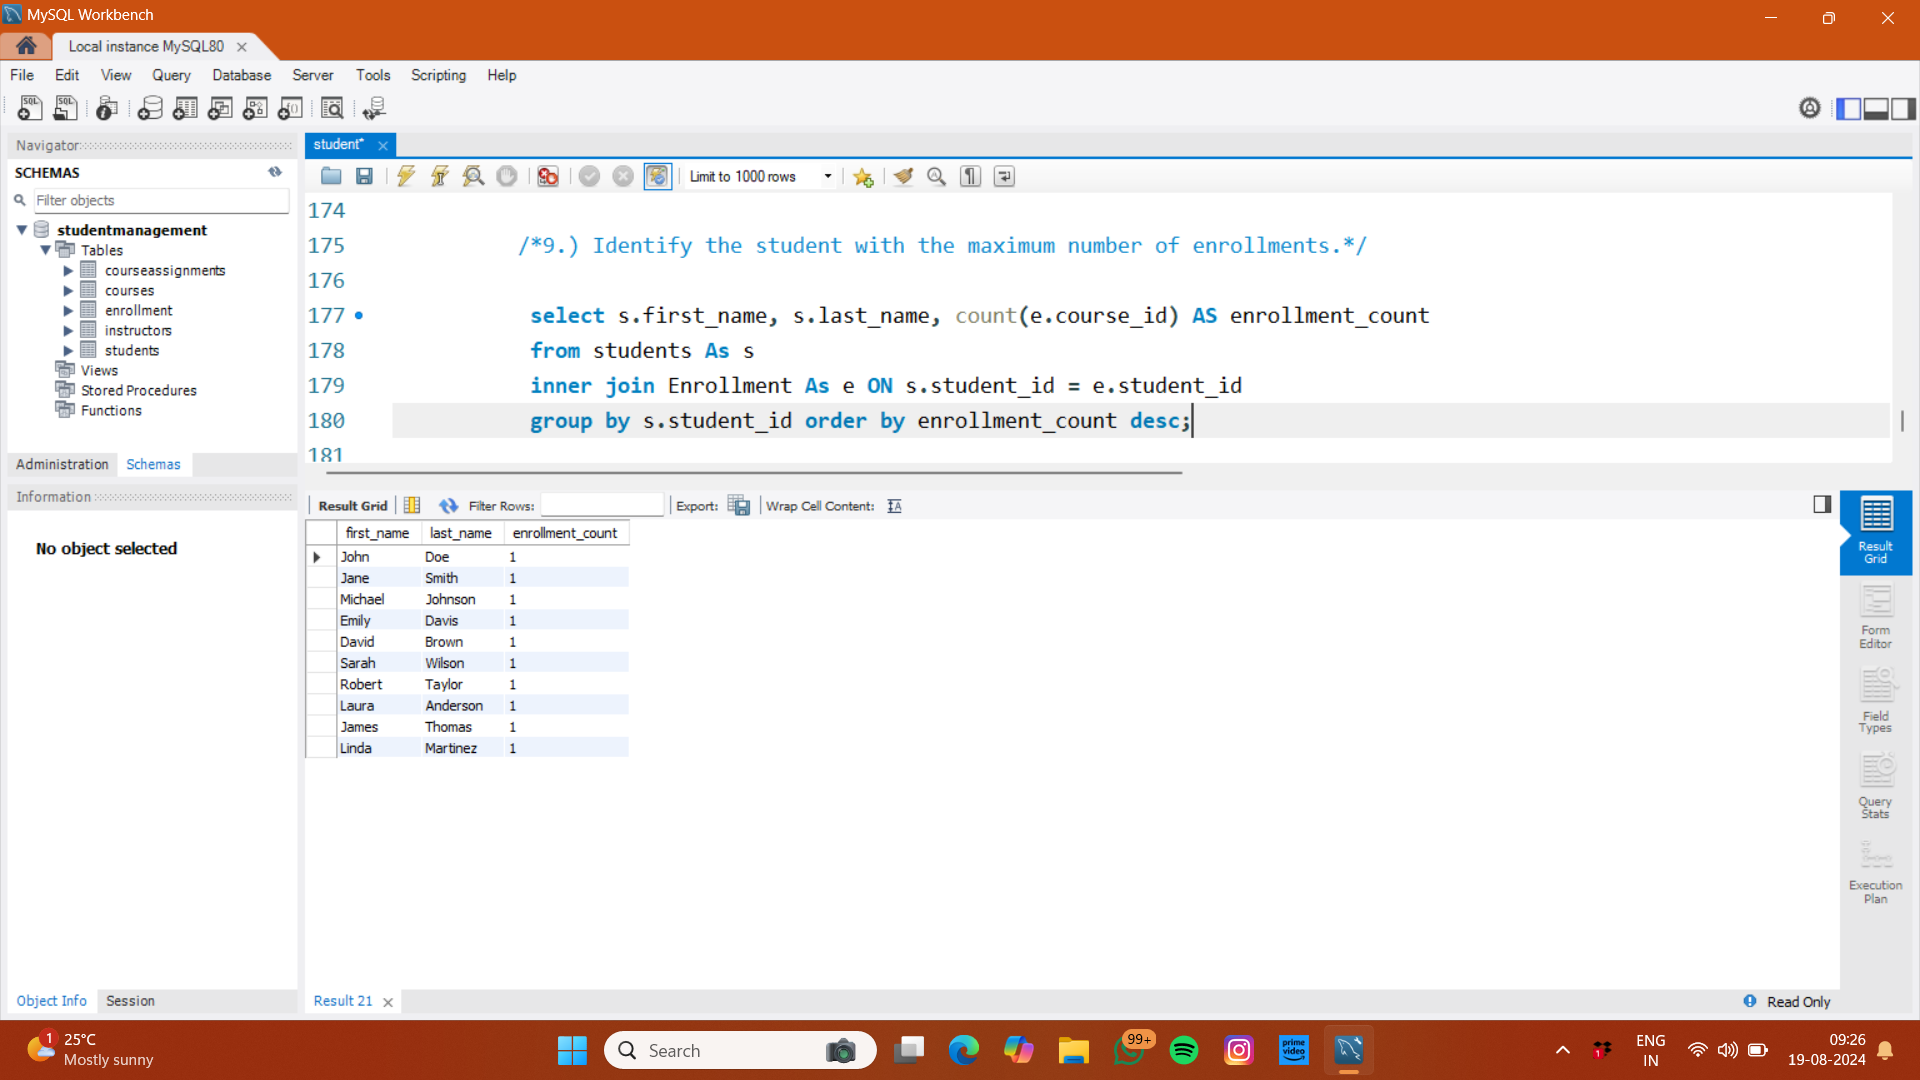 MySQL Workbench
Local instance MySQL80
File Edit View Query Database Server Tools Scripting Help
Navigator
SCHEMAS
Filter objects
studentmanagement
Tables
courseassignments
courses
enrollment
instructors
students
Views
Stored Procedures
Functions
Administration Schemas
Information
No object selected
Object Info Session
student*
Limit to 1000 rows
174
175 /*9.) Identify the student with the maximum number of enrollments.*/
176
177 select s.first_name, s.last_name, count(e.course_id) AS enrollment_count
178 from students As s
179 inner join Enrollment As e ON s.student_id = e.student_id
180 group by s.student_id order by enrollment_count desc;
181
Result Grid Filter Rows: Export: Wrap Cell Content:
first_name last_name enrollment_count
John Doe 1
Jane Smith 1
Michael Johnson 1
Emily Davis 1
David Brown 1
Sarah Wilson 1
Robert Taylor 1
Laura Anderson 1
James Thomas 1
Linda Martinez 1
Result
Grid
Form
Editor
Field
Types
Query
Stats
Execution
Plan
Result 21
Read Only
1
25°C
Mostly sunny
Search
99+
prime
video
1
ENG
IN
09:26
19-08-2024